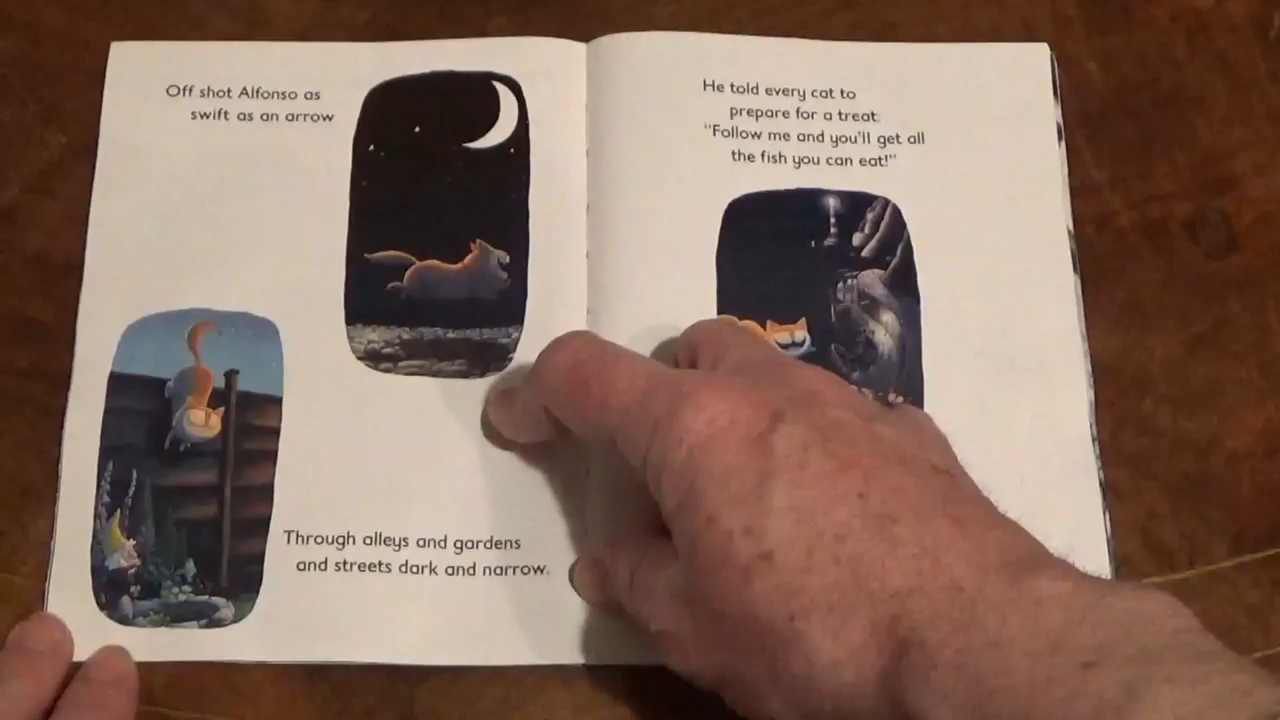 Off shot Alfonso as
swift as an arrow
Through alleys and gardens
and streets dark and narrow.
He told every cat to
prepare for a treat.
"Follow me and you'll get all
the fish you can eat!"